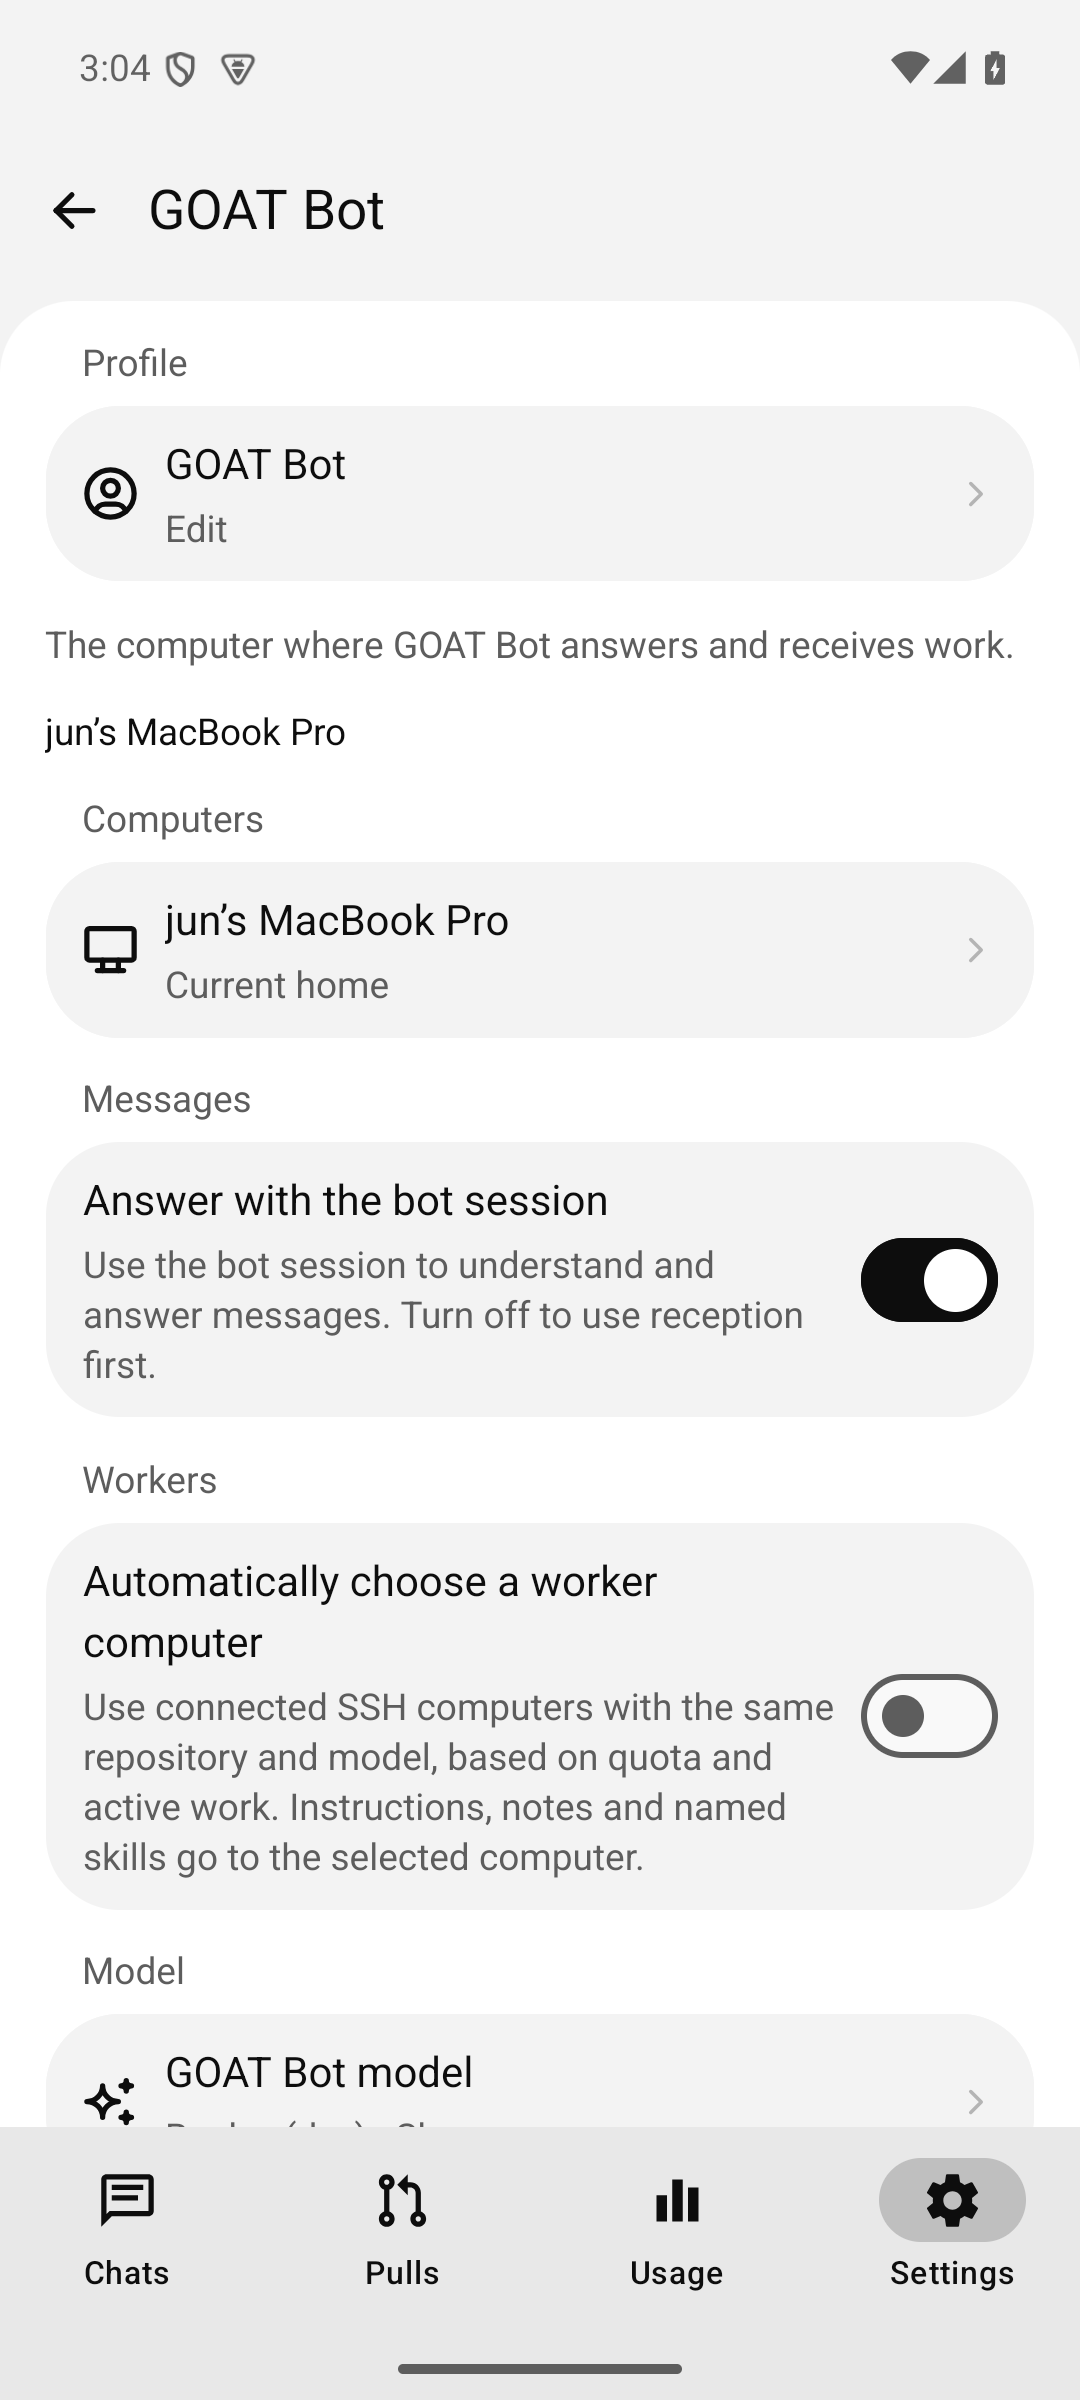 3:04
GOAT Bot
Profile
GOAT Bot
Edit
The computer where GOAT Bot answers and receives work.
jun’s MacBook Pro
Computers
jun’s MacBook Pro
Current home
Messages
Answer with the bot session
Use the bot session to understand and
answer messages. Turn off to use reception
first.
Workers
Automatically choose a worker
computer
Use connected SSH computers with the same
repository and model, based on quota and
active work. Instructions, notes and named
skills go to the selected computer.
Model
GOAT Bot model
Chats
Pulls
Usage
Settings